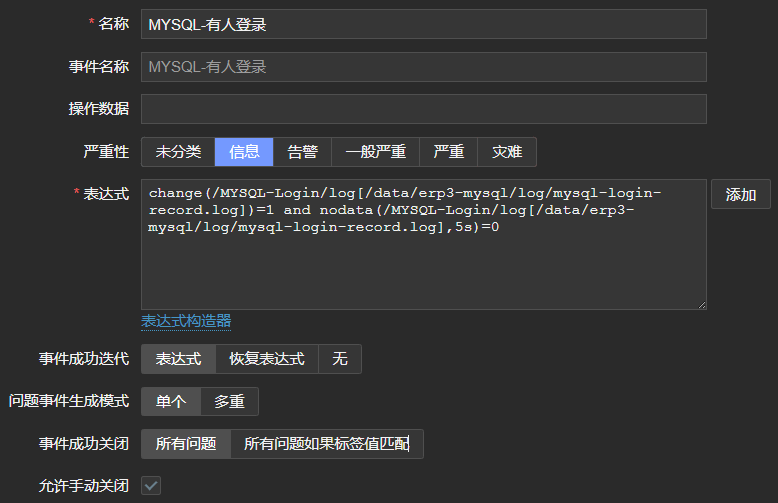 * 名称 MYSQL-有人登录
事件名称 MYSQL-有人登录
操作数据
严重性 未分类 信息 告警 一般严重 严重 灾难
* 表达式 change(/MYSQL-Login/log[/data/erp3-mysql/log/mysql-login- 添加
record.log])=1 and nodata(/MYSQL-Login/log[/data/erp3-
mysql/log/mysql-login-record.log],5s)=0
表达式构造器
事件成功迭代 表达式 恢复表达式 无
问题事件生成模式 单个 多重
事件成功关闭 所有问题 所有问题如果标签值匹配
允许手动关闭